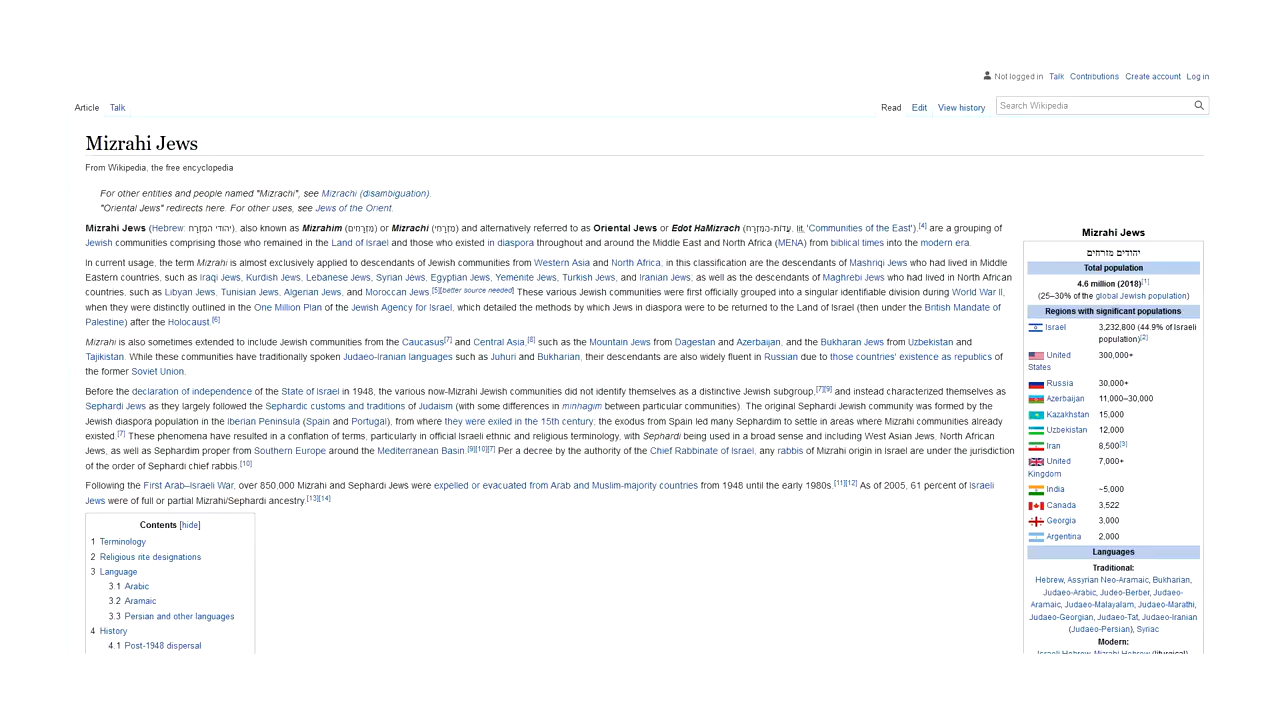 Not logged in Talk Contributions Create account Log in
Article Talk
Read Edit View history Search Wikipedia
Mizrahi Jews
From Wikipedia, the free encyclopedia
For other entities and people named "Mizrachi", see Mizrachi (disambiguation).
"Oriental Jews" redirects here. For other uses, see Jews of the Orient.
Mizrahi Jews (Hebrew: יהודי המִזְרָח), also known as Mizrahim (מִזְרָחִים) or Mizrachi (מִזְרָחִי) and alternatively referred to as Oriental Jews or Edot HaMizrach (עֲדוֹת-הַמִּזְרָח, lit. 'Communities of the East'),[4] are a grouping of
Jewish communities comprising those who remained in the Land of Israel and those who existed in diaspora throughout and around the Middle East and North Africa (MENA) from biblical times into the modern era.
In current usage, the term Mizrahi is almost exclusively applied to descendants of Jewish communities from Western Asia and North Africa, in this classification are the descendants of Mashriqi Jews who had lived in Middle
Eastern countries, such as Iraqi Jews, Kurdish Jews, Lebanese Jews, Syrian Jews, Egyptian Jews, Yemenite Jews, Turkish Jews, and Iranian Jews; as well as the descendants of Maghrebi Jews who had lived in North African
countries, such as Libyan Jews, Tunisian Jews, Algerian Jews, and Moroccan Jews.[5][better source needed] These various Jewish communities were first officially grouped into a singular identifiable division during World War II,
when they were distinctly outlined in the One Million Plan of the Jewish Agency for Israel, which detailed the methods by which Jews in diaspora were to be returned to the Land of Israel (then under the British Mandate of
Palestine) after the Holocaust.[6]
Mizrahi is also sometimes extended to include Jewish communities from the Caucasus[7] and Central Asia,[8] such as the Mountain Jews from Dagestan and Azerbaijan, and the Bukharan Jews from Uzbekistan and
Tajikistan. While these communities have traditionally spoken Judaeo-Iranian languages such as Juhuri and Bukharian, their descendants are also widely fluent in Russian due to those countries' existence as republics of
the former Soviet Union.
Before the declaration of independence of the State of Israel in 1948, the various now-Mizrahi Jewish communities did not identify themselves as a distinctive Jewish subgroup,[7][9] and instead characterized themselves as
Sephardi Jews as they largely followed the Sephardic customs and traditions of Judaism (with some differences in minhagim between particular communities). The original Sephardi Jewish community was formed by the
Jewish diaspora population in the Iberian Peninsula (Spain and Portugal), from where they were exiled in the 15th century; the exodus from Spain led many Sephardim to settle in areas where Mizrahi communities already
existed.[7] These phenomena have resulted in a conflation of terms, particularly in official Israeli ethnic and religious terminology, with Sephardi being used in a broad sense and including West Asian Jews, North African
Jews, as well as Sephardim proper from Southern Europe around the Mediterranean Basin.[9][10][7] Per a decree by the authority of the Chief Rabbinate of Israel, any rabbis of Mizrahi origin in Israel are under the jurisdiction
of the order of Sephardi chief rabbis.[10]
Following the First Arab–Israeli War, over 850,000 Mizrahi and Sephardi Jews were expelled or evacuated from Arab and Muslim-majority countries from 1948 until the early 1980s.[11][12] As of 2005, 61 percent of Israeli
Jews were of full or partial Mizrahi/Sephardi ancestry.[13][14]
Contents [hide]
1 Terminology
2 Religious rite designations
3 Language
3.1 Arabic
3.2 Aramaic
3.3 Persian and other languages
4 History
4.1 Post-1948 dispersal
Mizrahi Jews
יהודים מזרחים
Total population
4.6 million (2018)[1]
(25–30% of the global Jewish population)
Regions with significant populations
Israel 3,232,800 (44.9% of Israeli
population)[2]
United 300,000+
States
Russia 30,000+
Azerbaijan 11,000–30,000
Kazakhstan 15,000
Uzbekistan 12,000
Iran 8,500[3]
United 7,000+
Kingdom
India ~5,000
Canada 3,522
Georgia 3,000
Argentina 2,000
Languages
Traditional:
Hebrew, Assyrian Neo-Aramaic, Bukharian,
Judaeo-Arabic, Judeo-Berber, Judaeo-
Aramaic, Judaeo-Malayalam, Judaeo-Marathi,
Judaeo-Georgian, Judaeo-Tat, Judaeo-Iranian
(Judaeo-Persian), Syriac
Modern:
Israeli Hebrew, Mizrahi Hebrew (liturgical)